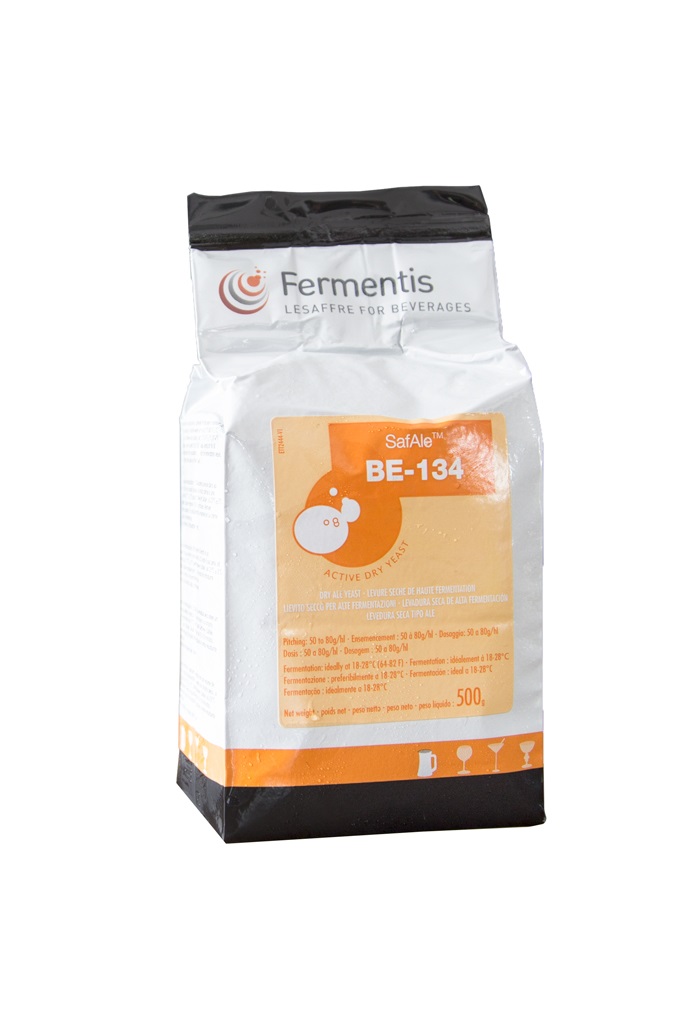 Fermentis
LESAFFRE FOR BEVERAGES
SafAle™
BE-134
ACTIVE DRY YEAST
DRY ALE YEAST - LEVURE SECHE DE HAUTE FERMENTATION
LIEVITO SECCO PER ALTE FERMENTAZIONI - LEVADURA SECA DE ALTA FERMENTACIÓN
LEVEDURA SECA TIPO ALE
Pitching: 50 to 80g/hl - Ensemencement : 50 à 80g/hl - Dosaggio: 50 a 80g/hl
Dosis : 50 a 80g/hl - Dosagem : 50 a 80g/hl
Fermentation: ideally at 18-28°C (64-82 F) - Fermentation : idéalement à 18-28°C
Fermentazione : preferibilmente a 18-28°C - Fermentación : ideal a 18-28°C
Fermentação : idealmente a 18-28°C
Net weight - poids net - peso netto - peso neto - peso líquido : 500g